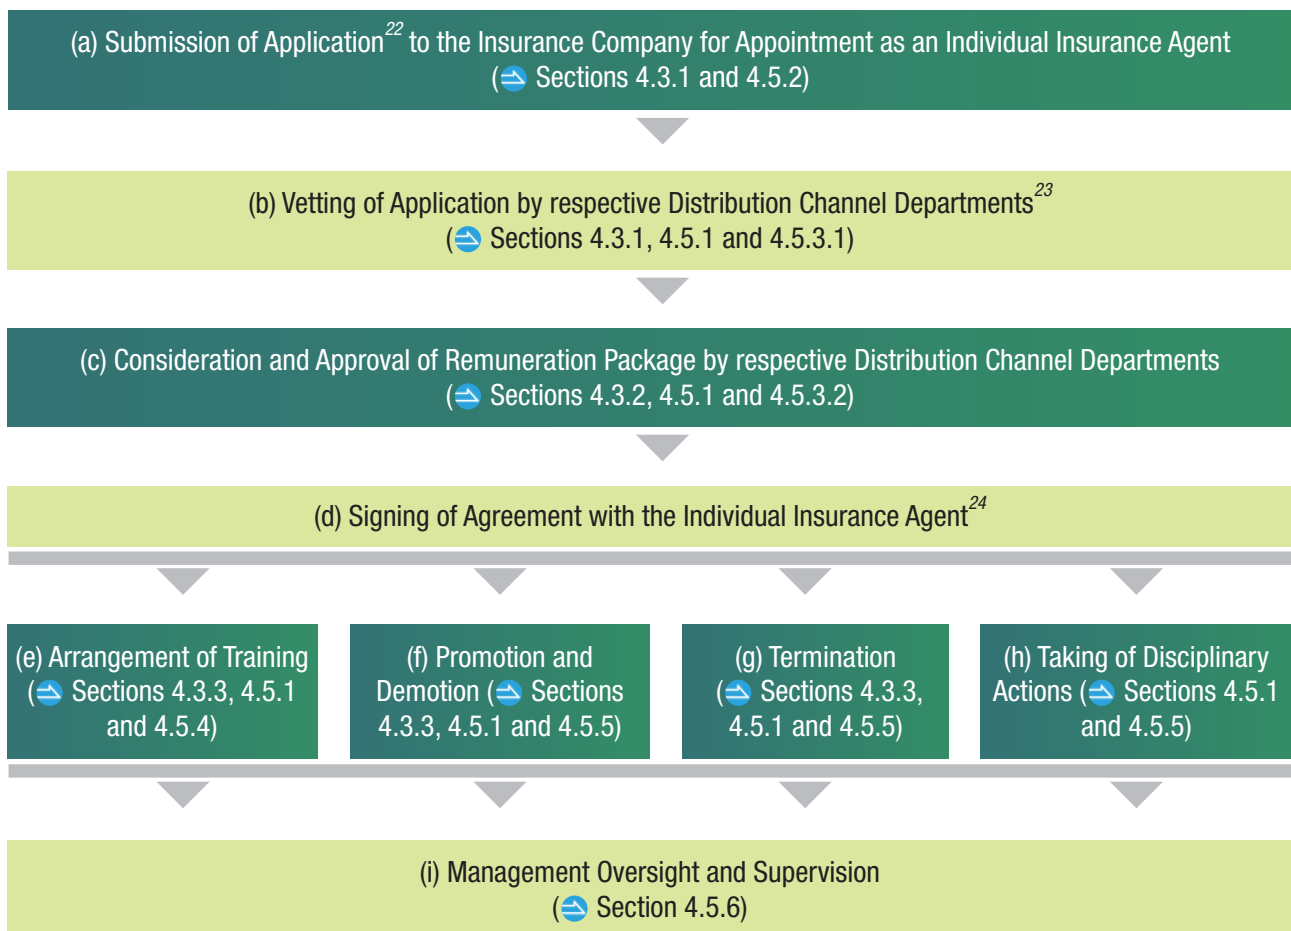 (a) Submission of Application22 to the Insurance Company for Appointment as an Individual Insurance Agent
(⇨ Sections 4.3.1 and 4.5.2)
(b) Vetting of Application by respective Distribution Channel Departments23
(⇨ Sections 4.3.1, 4.5.1 and 4.5.3.1)
(c) Consideration and Approval of Remuneration Package by respective Distribution Channel Departments
(⇨ Sections 4.3.2, 4.5.1 and 4.5.3.2)
(d) Signing of Agreement with the Individual Insurance Agent24
(e) Arrangement of Training
(⇨ Sections 4.3.3, 4.5.1
and 4.5.4)
(f) Promotion and
Demotion (⇨ Sections
4.3.3, 4.5.1 and 4.5.5)
(g) Termination
(⇨ Sections 4.3.3,
4.5.1 and 4.5.5)
(h) Taking of Disciplinary
Actions (⇨ Sections 4.5.1
and 4.5.5)
(i) Management Oversight and Supervision
(⇨ Section 4.5.6)